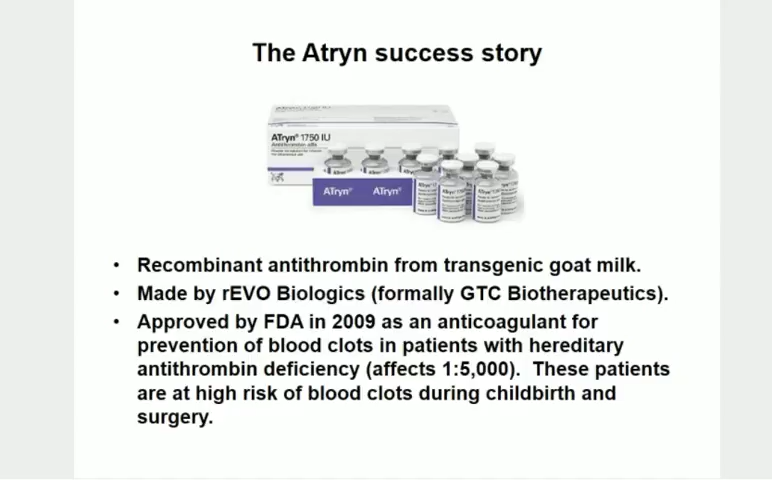 The Atryn success story
ATryn® 1750 IU
ATryn® ATryn®
• Recombinant antithrombin from transgenic goat milk.
• Made by rEVO Biologics (formally GTC Biotherapeutics).
• Approved by FDA in 2009 as an anticoagulant for
prevention of blood clots in patients with hereditary
antithrombin deficiency (affects 1:5,000). These patients
are at high risk of blood clots during childbirth and
surgery.